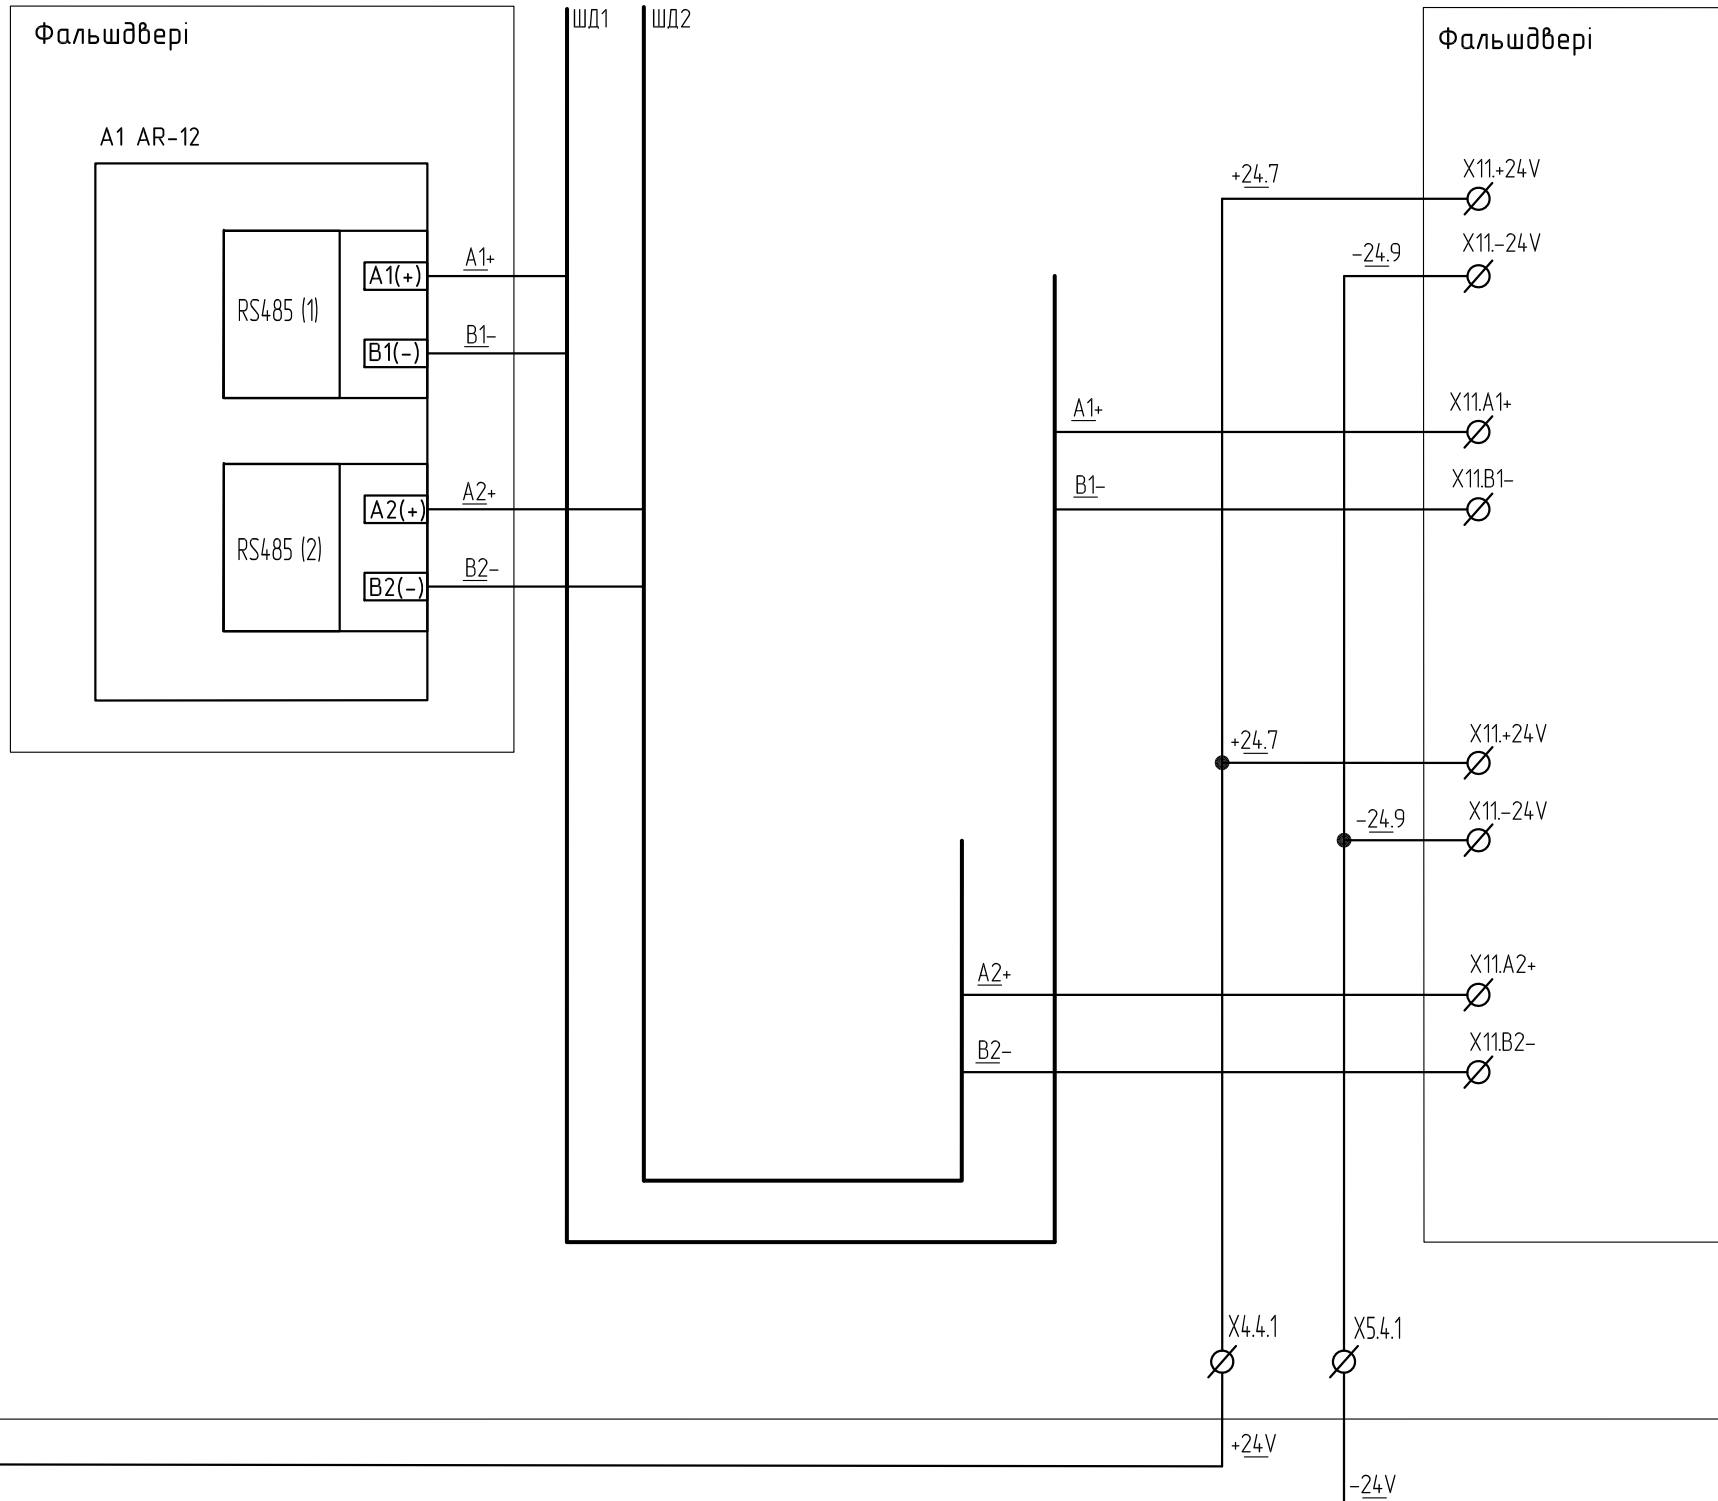 Фальшдвері
ШД1
ШД2
Фальшдвері
A1 AR-12
RS485 (1)
A1(+)
B1(-)
A1+
B1-
RS485 (2)
A2(+)
B2(-)
A2+
B2-
+24.7
X11.+24V
-24.9
X11.-24V
A1+
X11.A1+
B1-
X11.B1-
+24.7
X11.+24V
-24.9
X11.-24V
A2+
X11.A2+
B2-
X11.B2-
X4.4.1
X5.4.1
+24V
-24V